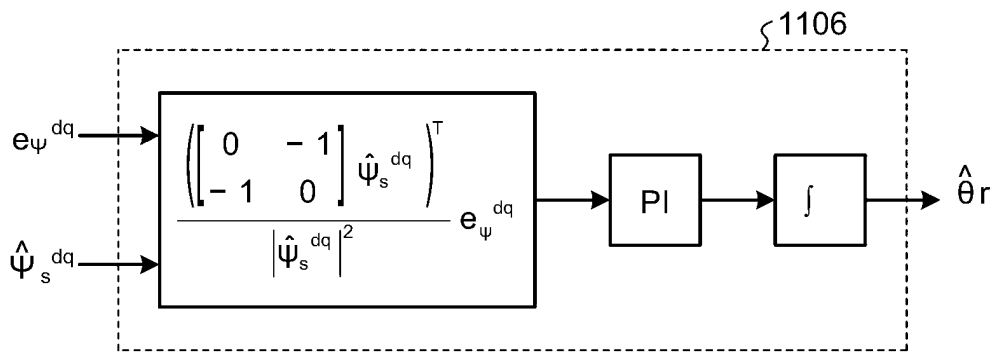 1106
e_ψ^dq
ψ̂_s^dq
([0 −1
−1 0] ψ̂_s^dq)^T
|ψ̂_s^dq|^2
e_ψ^dq
PI
∫
θ̂r